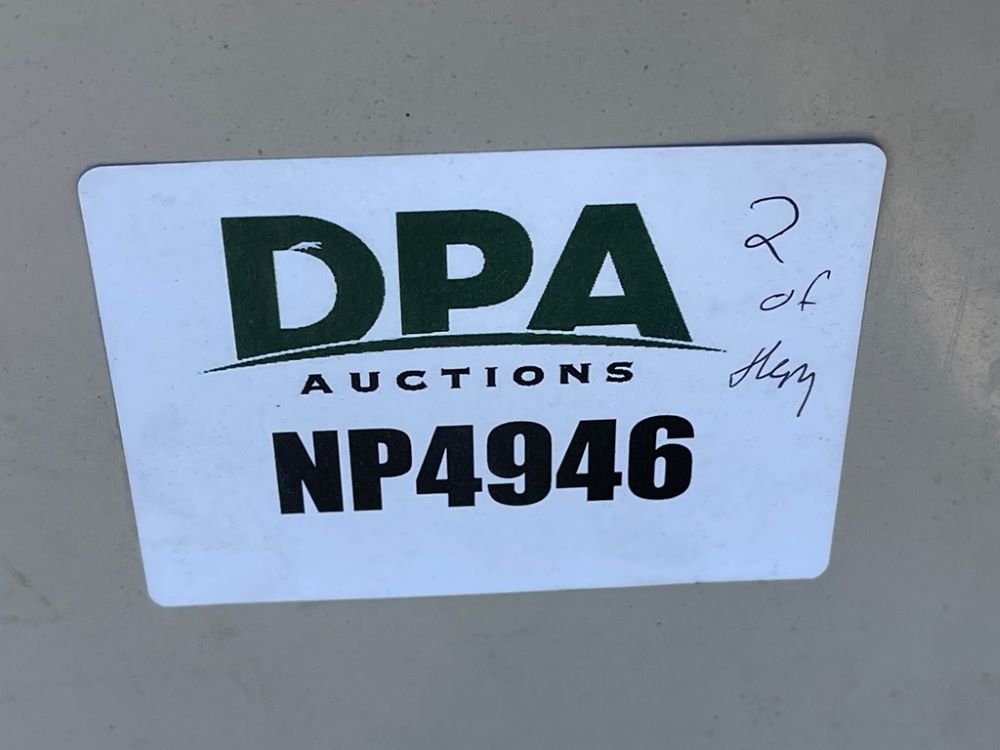 DPA
AUCTIONS
NP4946
2
of